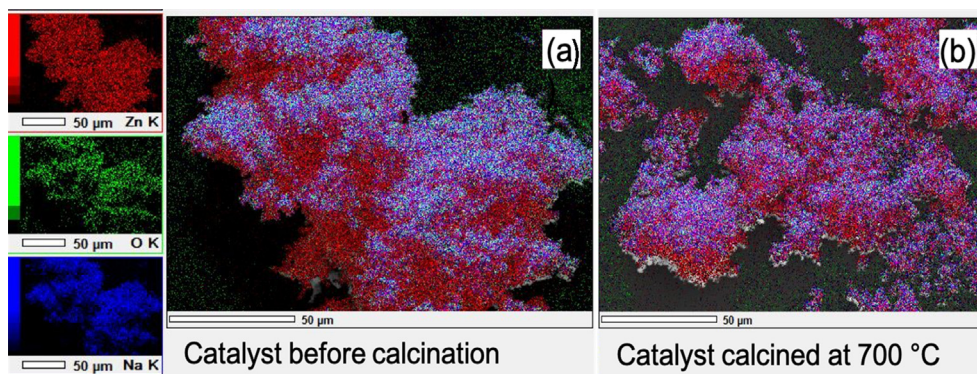 50 µm Zn K
50 µm O K
50 µm Na K
(a)
50 µm
Catalyst before calcination
(b)
50 µm
Catalyst calcined at 700 °C